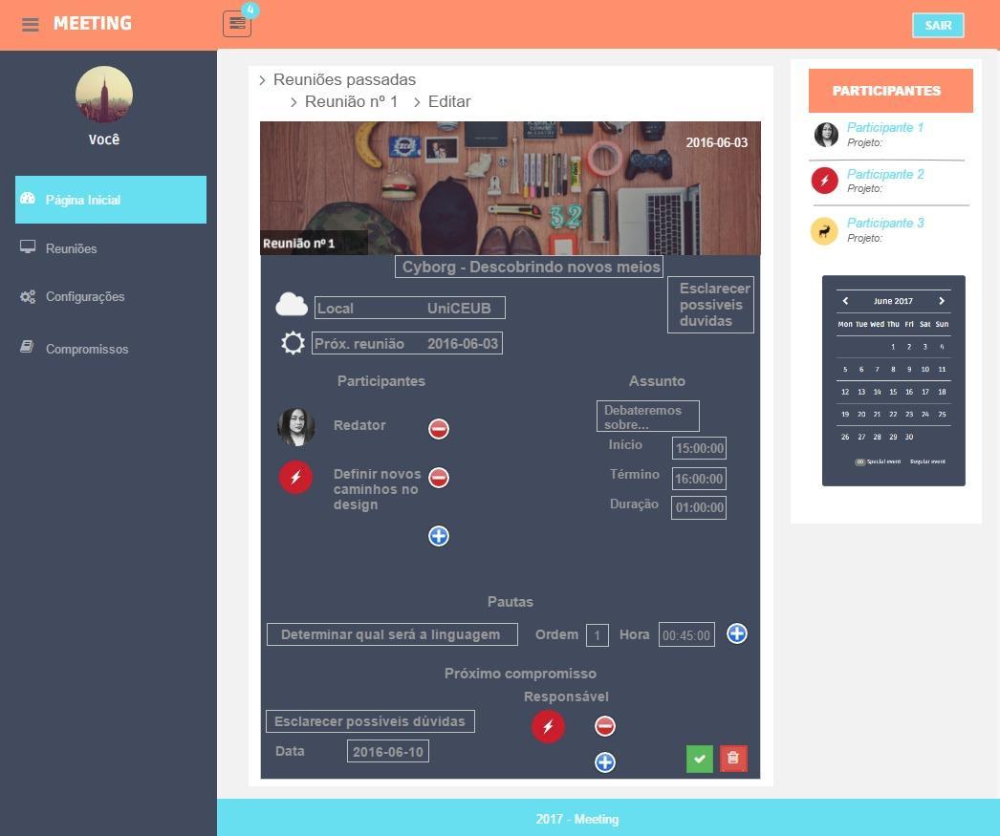 MEETING
4
SAIR
Você
Página Inicial
Reuniões
Configurações
Compromissos
Reuniões passadas
Reunião nº 1 > Editar
2016-06-03
32
Reunião nº 1
Cyborg - Descobrindo novos meios
Esclarecer
possiveis
duvidas
Local UniCEUB
Próx. reunião 2016-06-03
Participantes
Redator
Definir novos
caminhos no
design
Assunto
Debateremos
sobre...
Início 15:00:00
Término 16:00:00
Duração 01:00:00
Pautas
Determinar qual será a linguagem Ordem 1 Hora 00:45:00
Próximo compromisso
Responsável
Esclarecer possíveis dúvidas
Data 2016-06-10
PARTICIPANTES
Participante 1
Projeto:
Participante 2
Projeto:
Participante 3
Projeto:
June 2017
Mon Tue Wed Thu Fri Sat Sun
1 2 3 4
5 6 7 8 9 10 11
12 13 14 15 16 17 18
19 20 21 22 23 24 25
26 27 28 29 30
00 Special event Regular event
2017 - Meeting